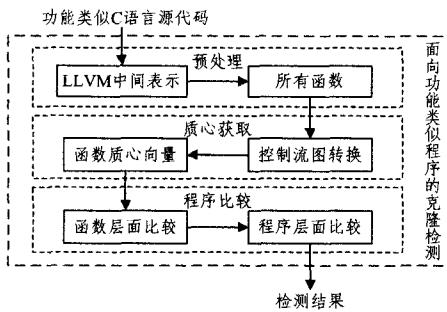 功能类似C语言源代码
预处理
LLVM中间表示
所有函数
质心获取
函数质心向量
控制流图转换
程序比较
函数层面比较
程序层面比较
检测结果
面向功能类似程序的克隆检测